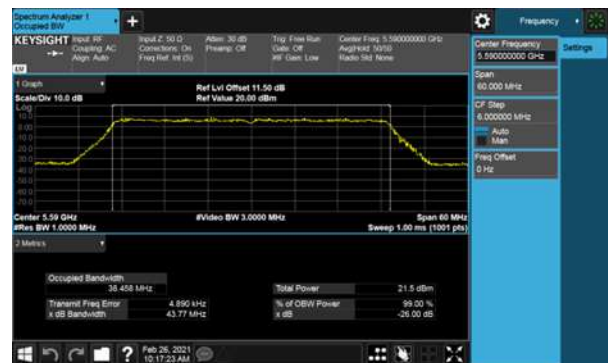 Spectrum Analyzer 1
Occupied BW
Frequency
KEYSIGHT Input: RF
Coupling: AC
Align: Auto
Input Z: 50 Ω
Corrections: On
Freq Ref: Int (S)
Atten: 30 dB
Preamp: Off
Trig: Free Run
Gate: Off
#IF Gain: Low
Center Freq: 5.590000000 GHz
Avg|Hold: 50/50
Radio Std: None
Center Frequency
5.590000000 GHz
Settings
Span
60.000 MHz
CF Step
6.000000 MHz
Auto
Man
Freq Offset
0 Hz
1 Graph
Scale/Div 10.0 dB
Ref Lvl Offset 11.50 dB
Ref Value 20.00 dBm
Log
10.0
Center 5.59 GHz
#Res BW 1.0000 MHz
#Video BW 3.0000 MHz
Span 60 MHz
Sweep 1.00 ms (1001 pts)
2 Metrics
Occupied Bandwidth
38.458 MHz
Total Power 21.5 dBm
Transmit Freq Error 4.890 kHz
% of OBW Power 99.00 %
x dB Bandwidth 43.77 MHz
x dB -26.00 dB
Feb 26, 2021
10:17:23 AM